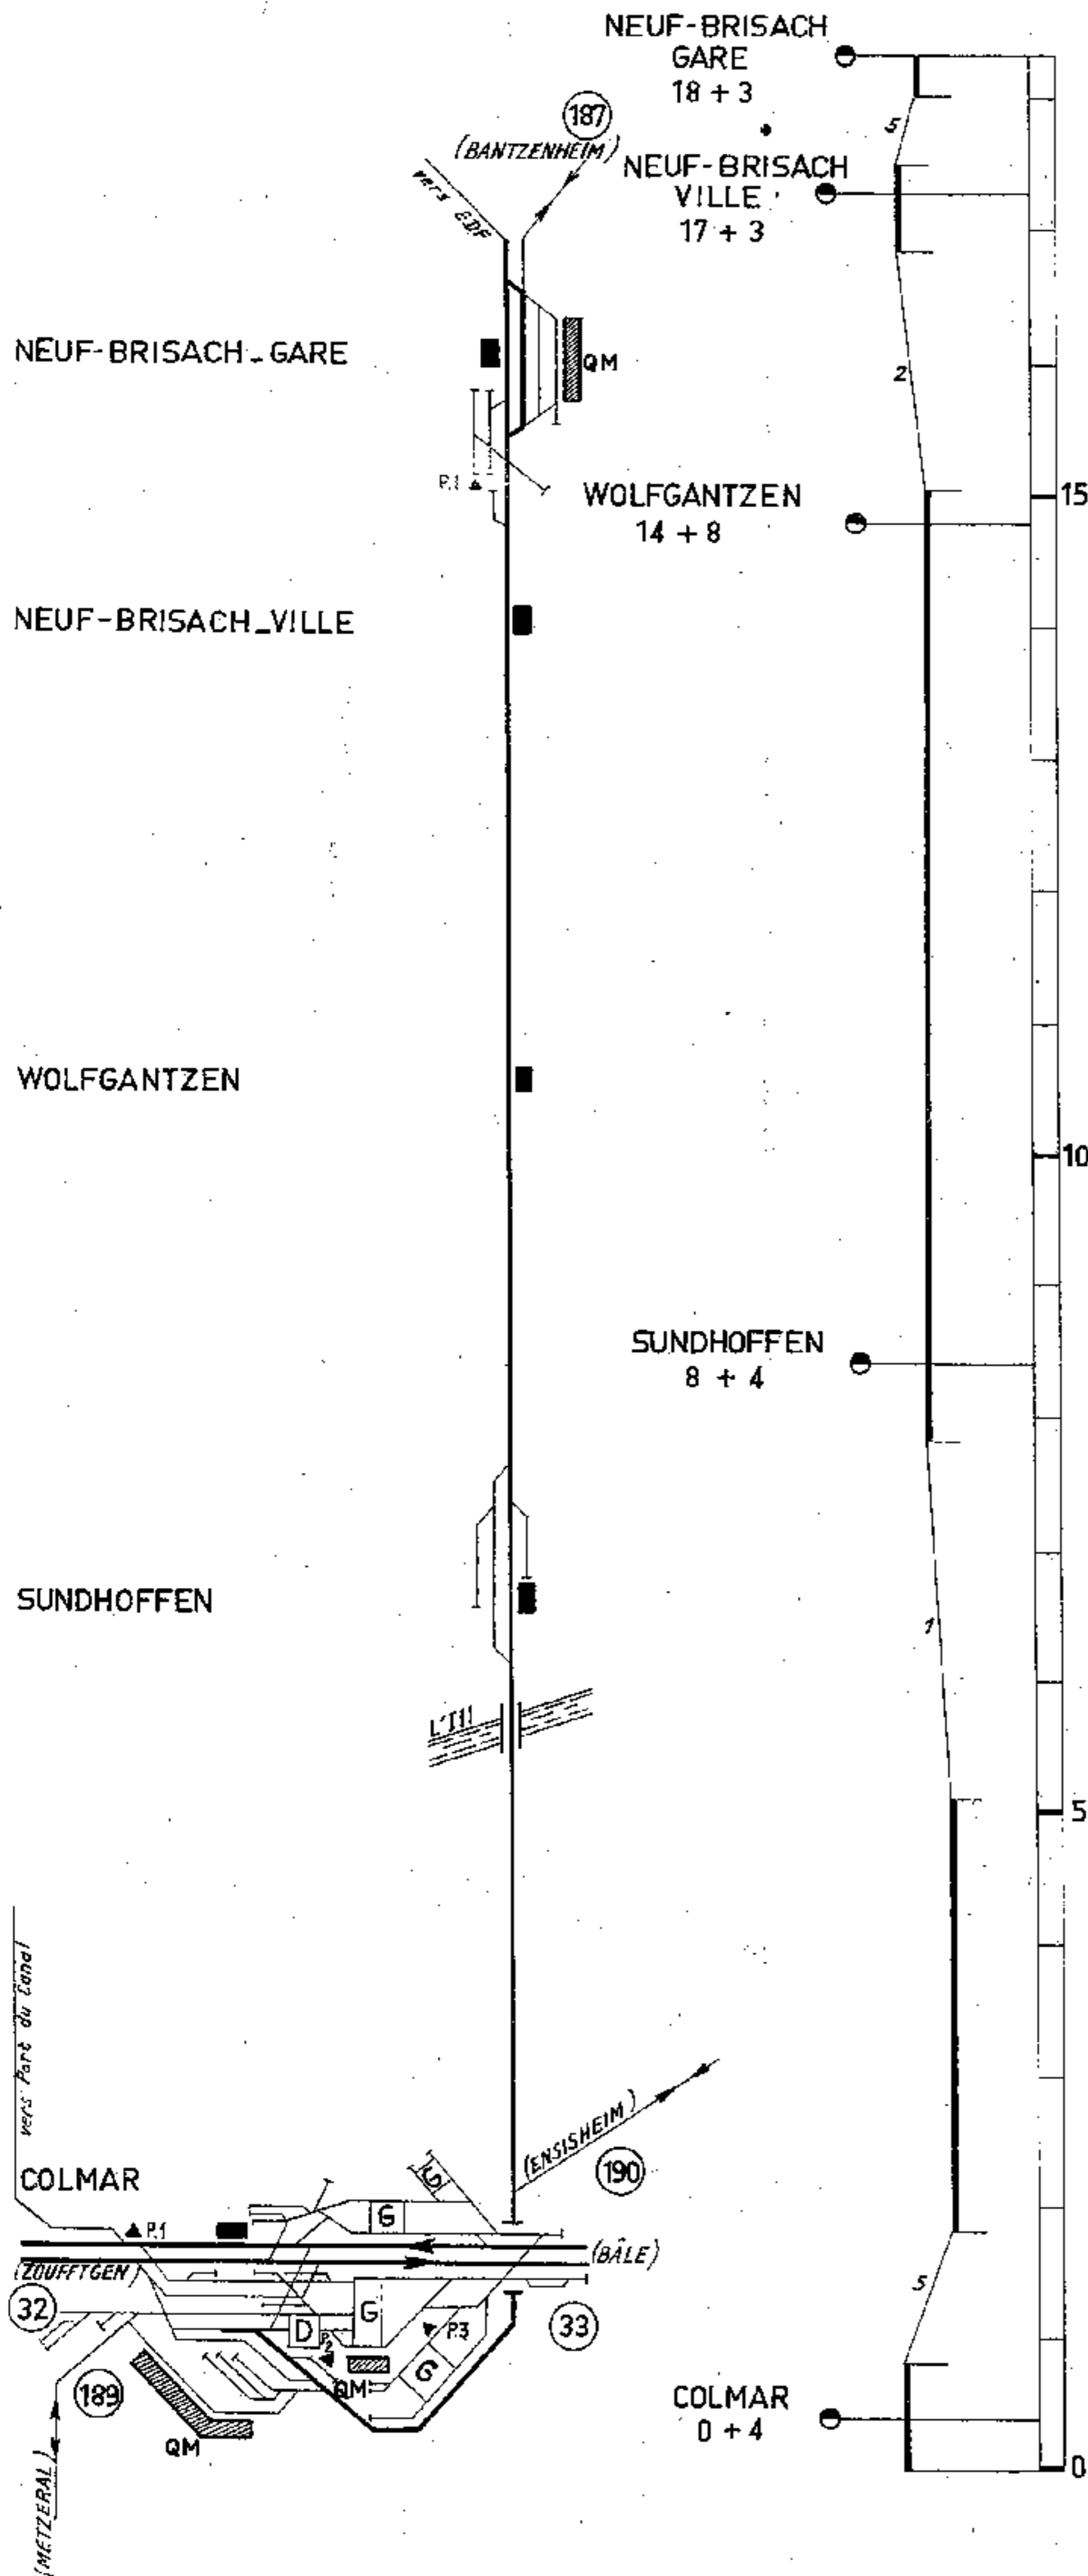 NEUF-BRISACH
GARE
18 + 3
187
(BANTZENHEIM)
vers EDF
5
NEUF-BRISACH
VILLE
17 + 3
NEUF-BRISACH_GARE
QM
2
P.1
WOLFGANTZEN
14 + 8
15
NEUF-BRISACH_VILLE
WOLFGANTZEN
10
SUNDHOFFEN
8 + 4
SUNDHOFFEN
1
L'Ill
5
vers Port du Canal
(ENSISHEIM)
190
COLMAR
G
G
P.1
(BÂLE)
(ZOUFFTGEN)
5
32
G
D
P.2
P.3
33
G
189
QM
QM
COLMAR
0 + 4
0
(METZERAL)